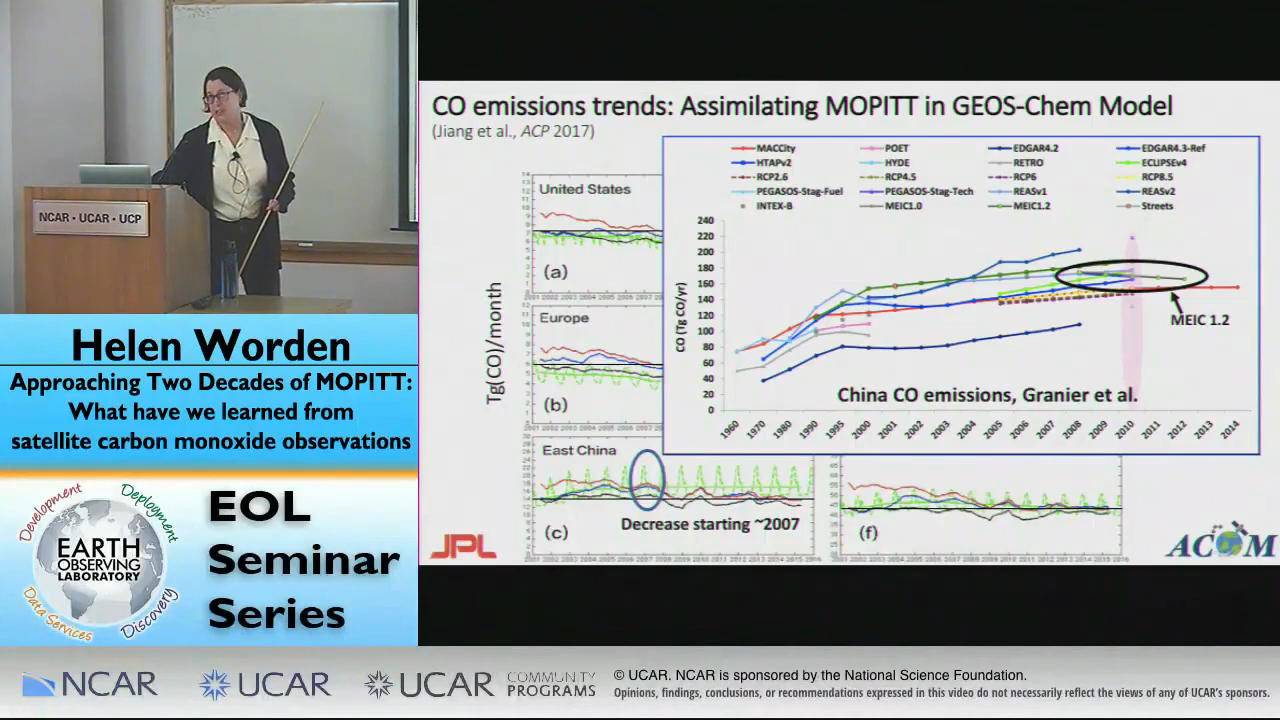 NCAR • UCAR • UCP
Helen Worden
Approaching Two Decades of MOPITT:
What have we learned from
satellite carbon monoxide observations
Development
Deployment
EARTH
OBSERVING
LABORATORY
Data Services
Discovery
EOL
Seminar
Series
CO emissions trends: Assimilating MOPITT in GEOS-Chem Model
(Jiang et al., ACP 2017)
Tg(CO)/month
United States
(a)
Europe
(b)
East China
(c)
Decrease starting ~2007
(f)
MACCity POET EDGAR4.2 EDGAR4.3-Ref
HTAPv2 HYDE RETRO ECLIPSEv4
RCP2.6 RCP4.5 RCP6 RCP8.5
PEGASOS-Stag-Fuel PEGASOS-Stag-Tech REASv1 REASv2
INTEX-B MEIC1.0 MEIC1.2 Streets
CO (Tg CO/yr)
240
220
200
180
160
140
120
100
80
60
40
20
0
MEIC 1.2
China CO emissions, Granier et al.
1960 1970 1980 1990 1995 2000 2001 2002 2003 2004 2005 2006 2007 2008 2009 2010 2011 2012 2013 2014
JPL
ACOM
NCAR
UCAR
UCAR
COMMUNITY
PROGRAMS
© UCAR. NCAR is sponsored by the National Science Foundation.
Opinions, findings, conclusions, or recommendations expressed in this video do not necessarily reflect the views of any of UCAR's sponsors.